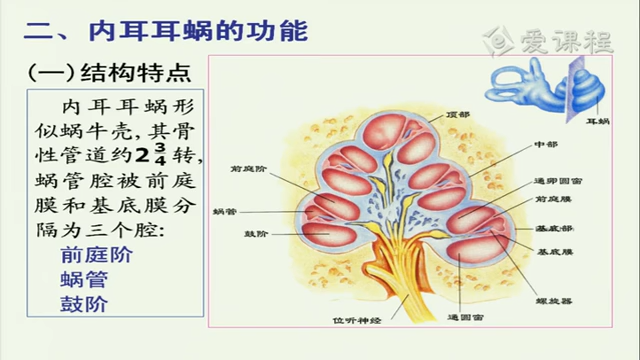 二、内耳耳蜗的功能
爱课程
(一)结构特点
内耳耳蜗形
似蜗牛壳,其骨
性管道约2 3/4 转,
蜗管腔被前庭
膜和基底膜分
隔为三个腔:
前庭阶
蜗管
鼓阶
耳蜗
顶部
中部
前庭阶
通卵圆窗
前庭膜
蜗管
基底部
鼓阶
基底膜
螺旋器
位听神经
通圆窗